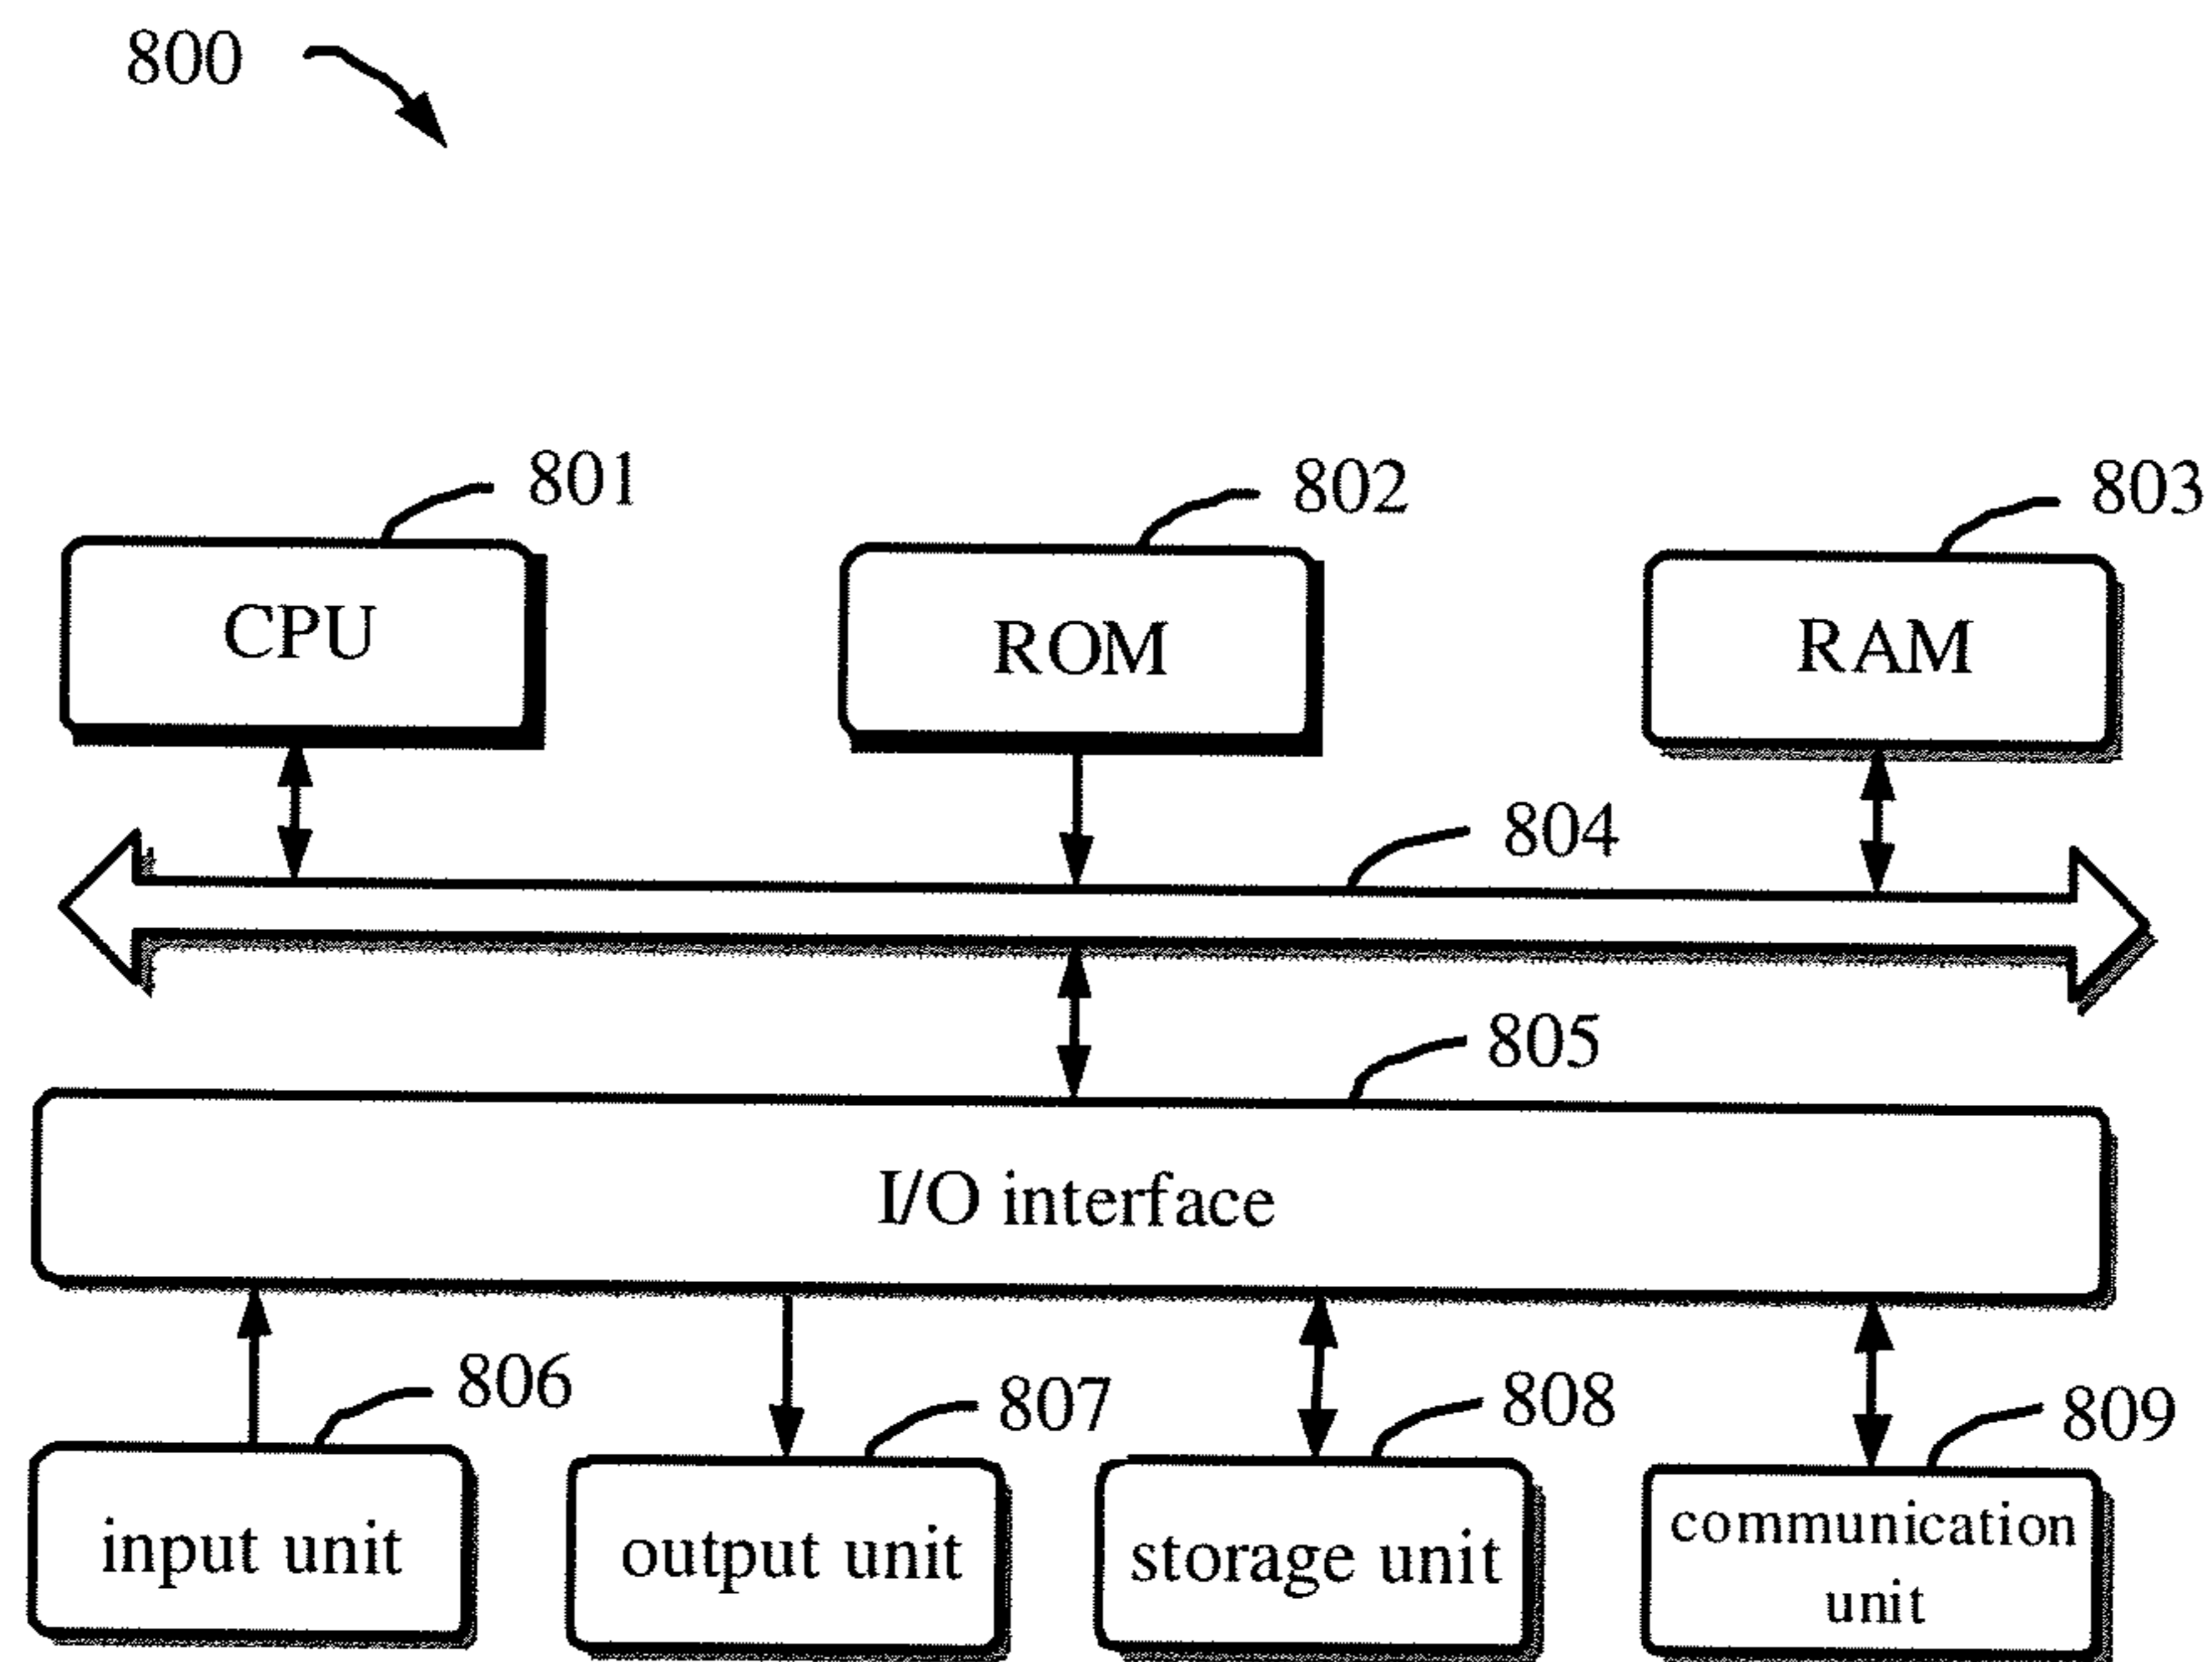 800
801
802
803
CPU
ROM
RAM
804
805
I/O interface
806
807
808
809
input unit
output unit
storage unit
communication
unit